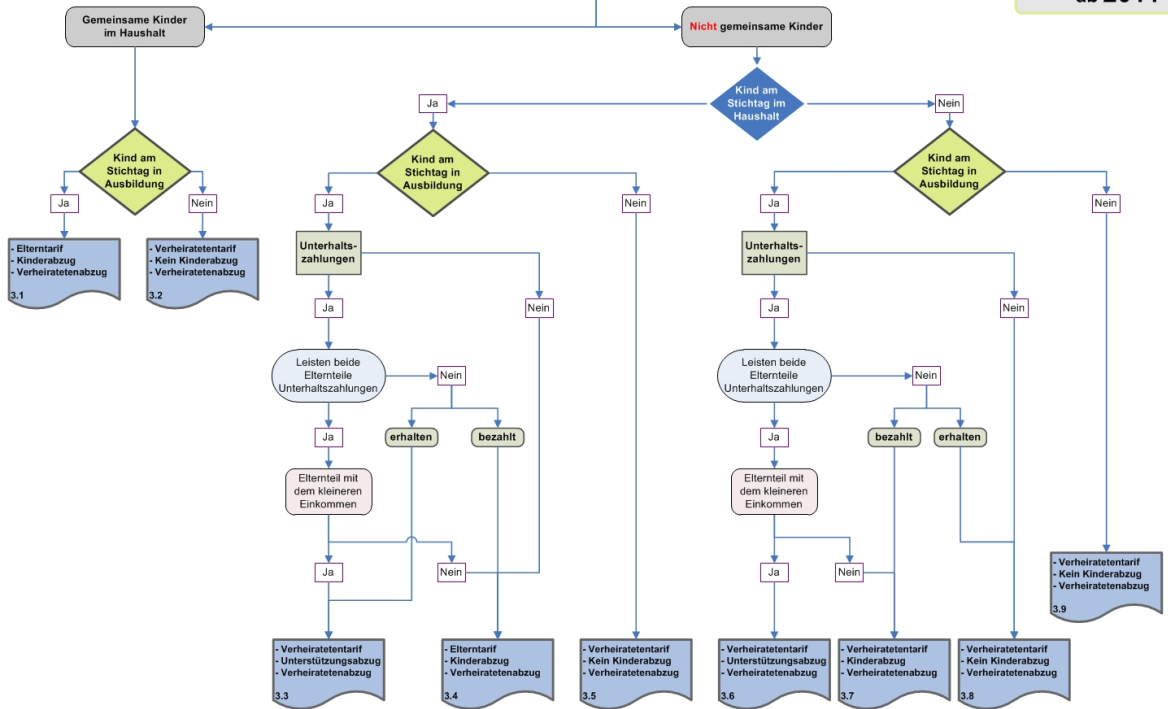 ab 2011
Gemeinsame Kinder
im Haushalt
Nicht gemeinsame Kinder
Kind am
Stichtag im
Haushalt
Ja
Nein
Kind am
Stichtag in
Ausbildung
Kind am
Stichtag in
Ausbildung
Kind am
Stichtag in
Ausbildung
Ja
Nein
Ja
Nein
Ja
Nein
- Elterntarif
- Kinderabzug
- Verheiratetenabzug
3.1
- Verheiratetentarif
- Kein Kinderabzug
- Verheiratetenabzug
3.2
Unterhalts-
zahlungen
Unterhalts-
zahlungen
Ja
Nein
Ja
Nein
Leisten beide
Elternteile
Unterhaltszahlungen
Nein
Leisten beide
Elternteile
Unterhaltszahlungen
Nein
Ja
erhalten
bezahlt
Ja
bezahlt
erhalten
Elternteil mit
dem kleineren
Einkommen
Elternteil mit
dem kleineren
Einkommen
Ja
Nein
Ja
Nein
- Verheiratetentarif
- Kein Kinderabzug
- Verheiratetenabzug
3.9
- Verheiratetentarif
- Unterstützungsabzug
- Verheiratetenabzug
3.3
- Elterntarif
- Kinderabzug
- Verheiratetenabzug
3.4
- Verheiratetentarif
- Kein Kinderabzug
- Verheiratetenabzug
3.5
- Verheiratetentarif
- Unterstützungsabzug
- Verheiratetenabzug
3.6
- Verheiratetentarif
- Kinderabzug
- Verheiratetenabzug
3.7
- Verheiratetentarif
- Kein Kinderabzug
- Verheiratetenabzug
3.8